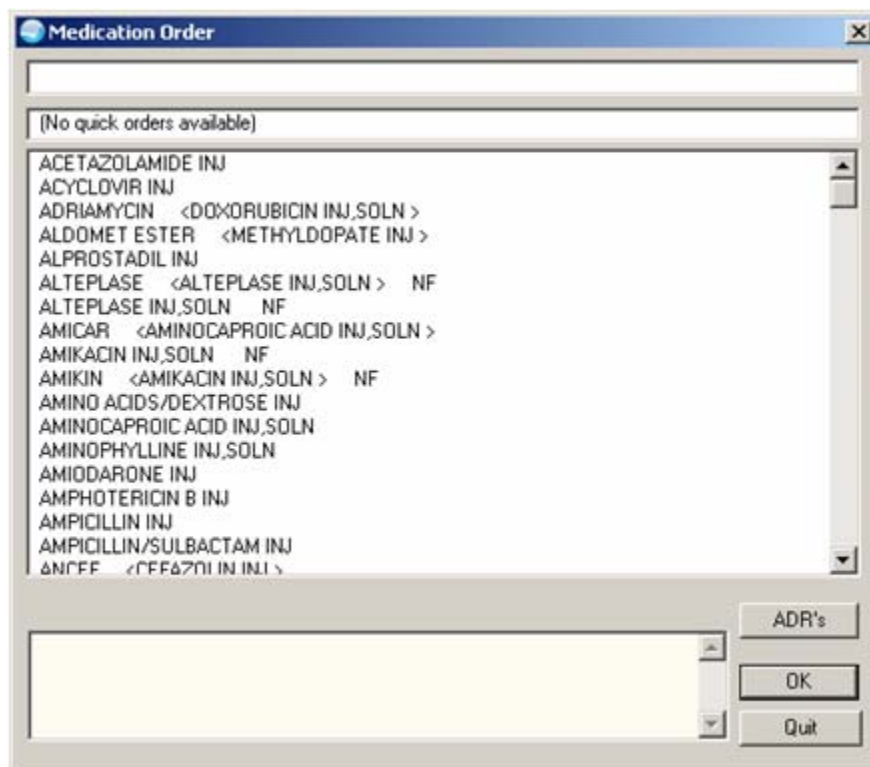 Medication Order
(No quick orders available)
ACETAZOLAMIDE INJ
ACYCLOVIR INJ
ADRIAMYCIN <DOXORUBICIN INJ,SOLN >
ALDOMET ESTER <METHYLDOPATE INJ >
ALPROSTADIL INJ
ALTEPLASE <ALTEPLASE INJ,SOLN > NF
ALTEPLASE INJ,SOLN NF
AMICAR <AMINOCAPROIC ACID INJ,SOLN >
AMIKACIN INJ,SOLN NF
AMIKIN <AMIKACIN INJ,SOLN > NF
AMINO ACIDS/DEXTROSE INJ
AMINOCAPROIC ACID INJ,SOLN
AMINOPHYLLINE INJ,SOLN
AMIODARONE INJ
AMPHOTERICIN B INJ
AMPICILLIN INJ
AMPICILLIN/SULBACTAM INJ
ANCEF <CEFAZOLIN INJ >
ADR's
OK
Quit